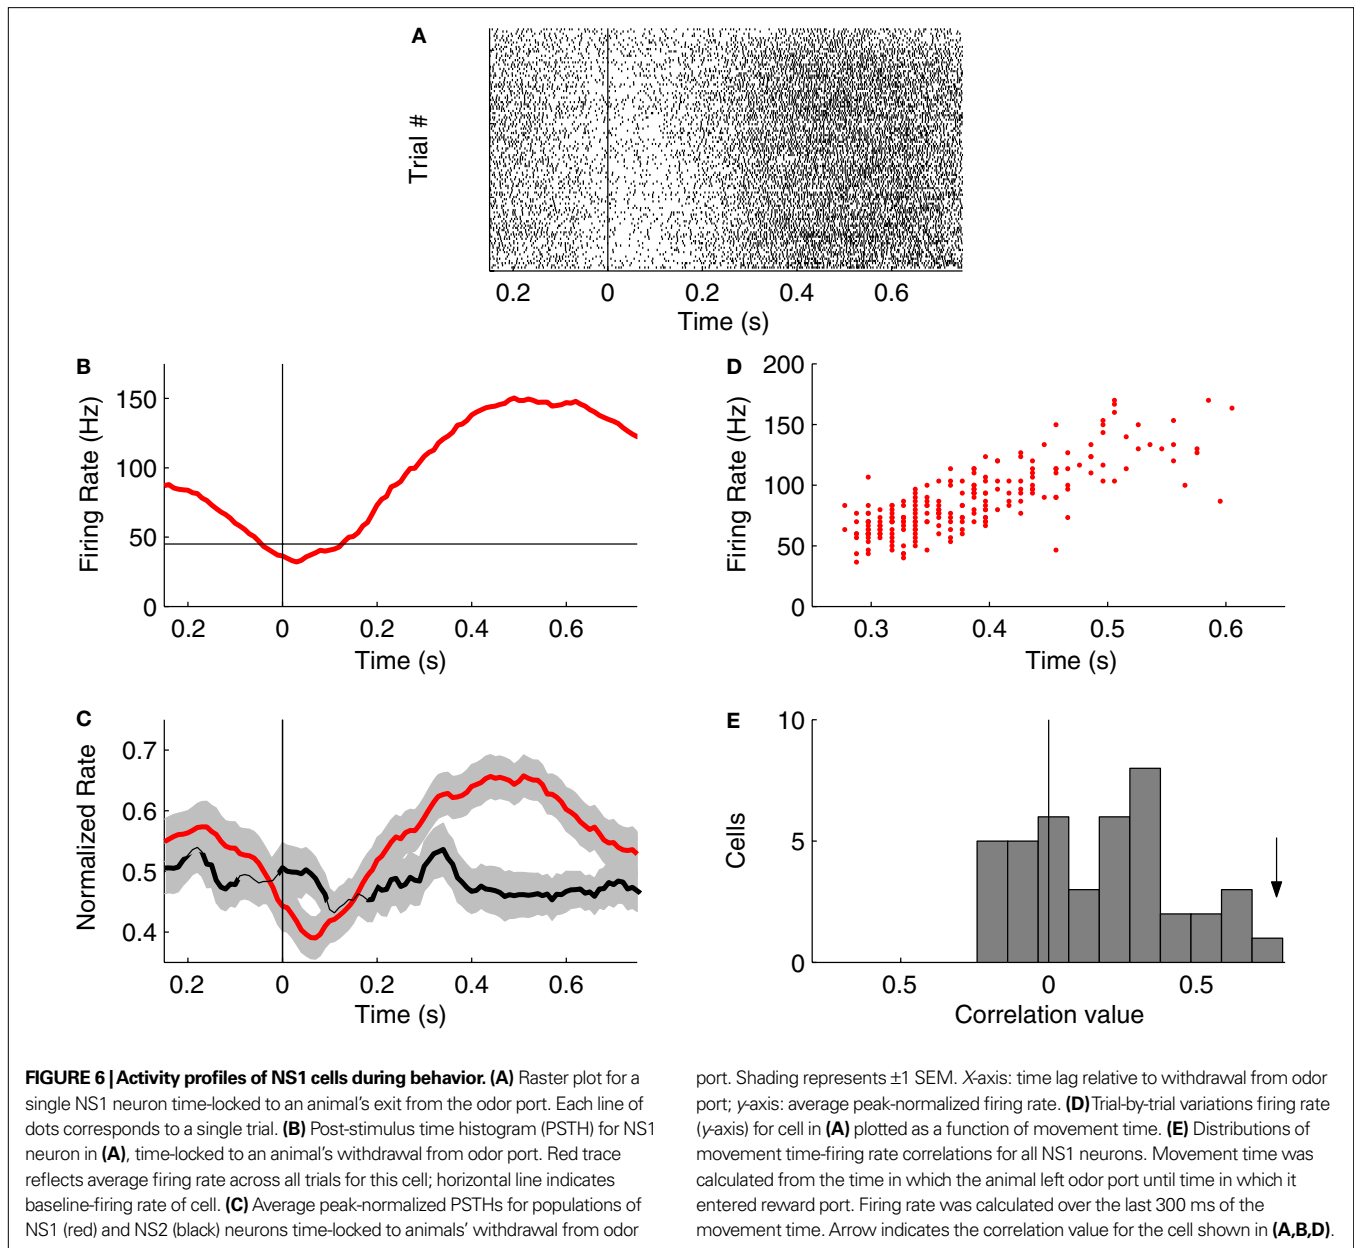 A
Trial #
0.2 0 0.2 0.4 0.6
Time (s)
B
Firing Rate (Hz)
150
100
50
0
0.2 0 0.2 0.4 0.6
Time (s)
D
Firing Rate (Hz)
200
150
100
50
0
0.3 0.4 0.5 0.6
Time (s)
C
Normalized Rate
0.7
0.6
0.5
0.4
0.2 0 0.2 0.4 0.6
Time (s)
E
Cells
10
5
0
0.5 0 0.5
Correlation value
FIGURE 6 | Activity profiles of NS1 cells during behavior. (A) Raster plot for a
single NS1 neuron time-locked to an animal's exit from the odor port. Each line of
dots corresponds to a single trial. (B) Post-stimulus time histogram (PSTH) for NS1
neuron in (A), time-locked to an animal's withdrawal from odor port. Red trace
reflects average firing rate across all trials for this cell; horizontal line indicates
baseline-firing rate of cell. (C) Average peak-normalized PSTHs for populations of
NS1 (red) and NS2 (black) neurons time-locked to animals' withdrawal from odor
port. Shading represents ±1 SEM. X-axis: time lag relative to withdrawal from odor
port; y-axis: average peak-normalized firing rate. (D) Trial-by-trial variations firing rate
(y-axis) for cell in (A) plotted as a function of movement time. (E) Distributions of
movement time-firing rate correlations for all NS1 neurons. Movement time was
calculated from the time in which the animal left odor port until time in which it
entered reward port. Firing rate was calculated over the last 300 ms of the
movement time. Arrow indicates the correlation value for the cell shown in (A,B,D).